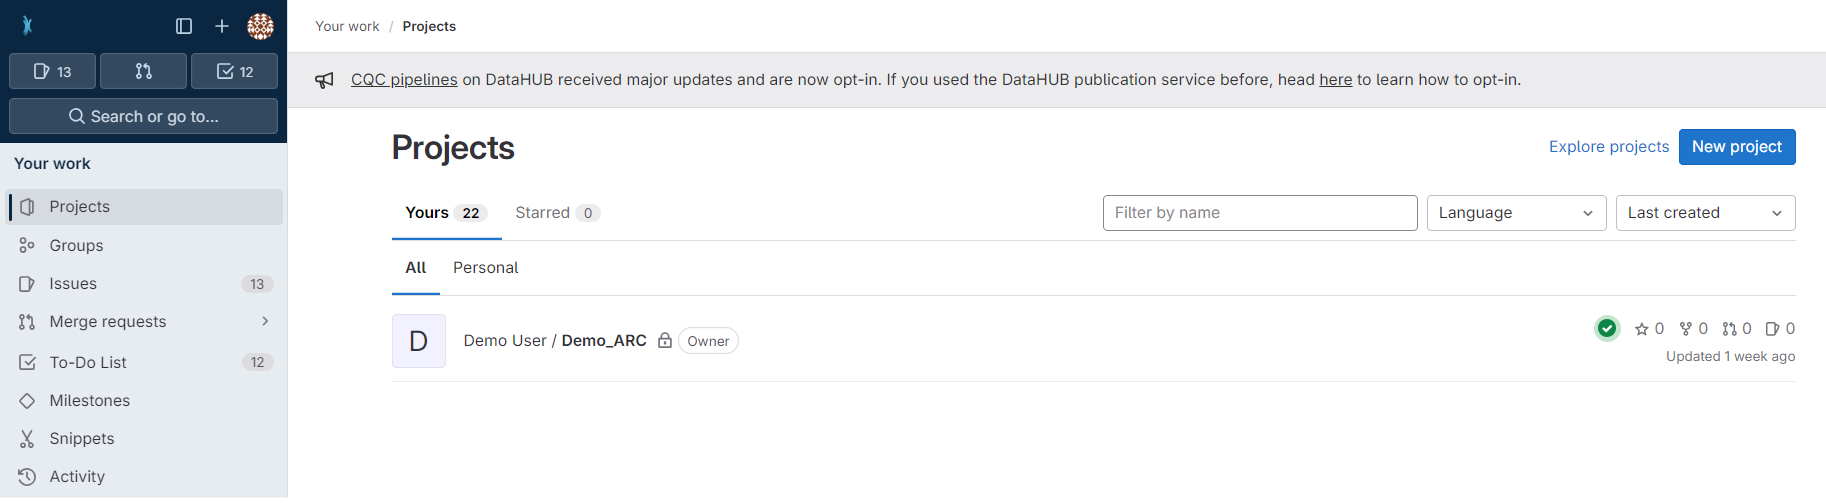 13
12
Search or go to...
Your work
Projects
Groups
Issues 13
Merge requests
To-Do List 12
Milestones
Snippets
Activity
Your work / Projects
CQC pipelines on DataHUB received major updates and are now opt-in. If you used the DataHUB publication service before, head here to learn how to opt-in.
Projects
Explore projects
New project
Yours 22
Starred 0
Filter by name
Language
Last created
All
Personal
D
Demo User / Demo_ARC
Owner
0 0 0 0
Updated 1 week ago